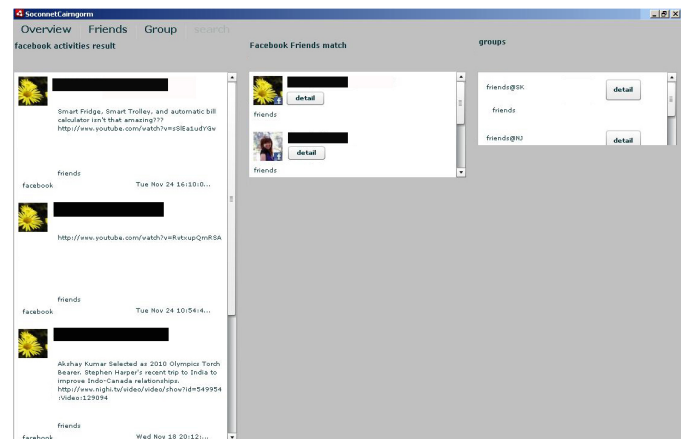 SoconnetCairngorm
Overview Friends Group search
facebook activities result
Smart Fridge, Smart Trolley, and automatic bill
calculator isn't that amazing???
http://www.youtube.com/watch?v=sSlEa1udYGw
friends
facebook Tue Nov 24 16:10:0...
http://www.youtube.com/watch?v=RvtxupQmRSA
friends
facebook Tue Nov 24 10:54:4...
Akshay Kumar Selected as 2010 Olympics Torch
Bearer. Stephen Harper's recent trip to India to
improve Indo-Canada relationships.
http://www.nighi.tv/video/video/show?id=549954
:Video:129094
friends
facebook Wed Nov 18 20:12:...
Facebook Friends match
detail
friends
detail
friends
groups
friends@SK detail
friends
friends@NJ detail